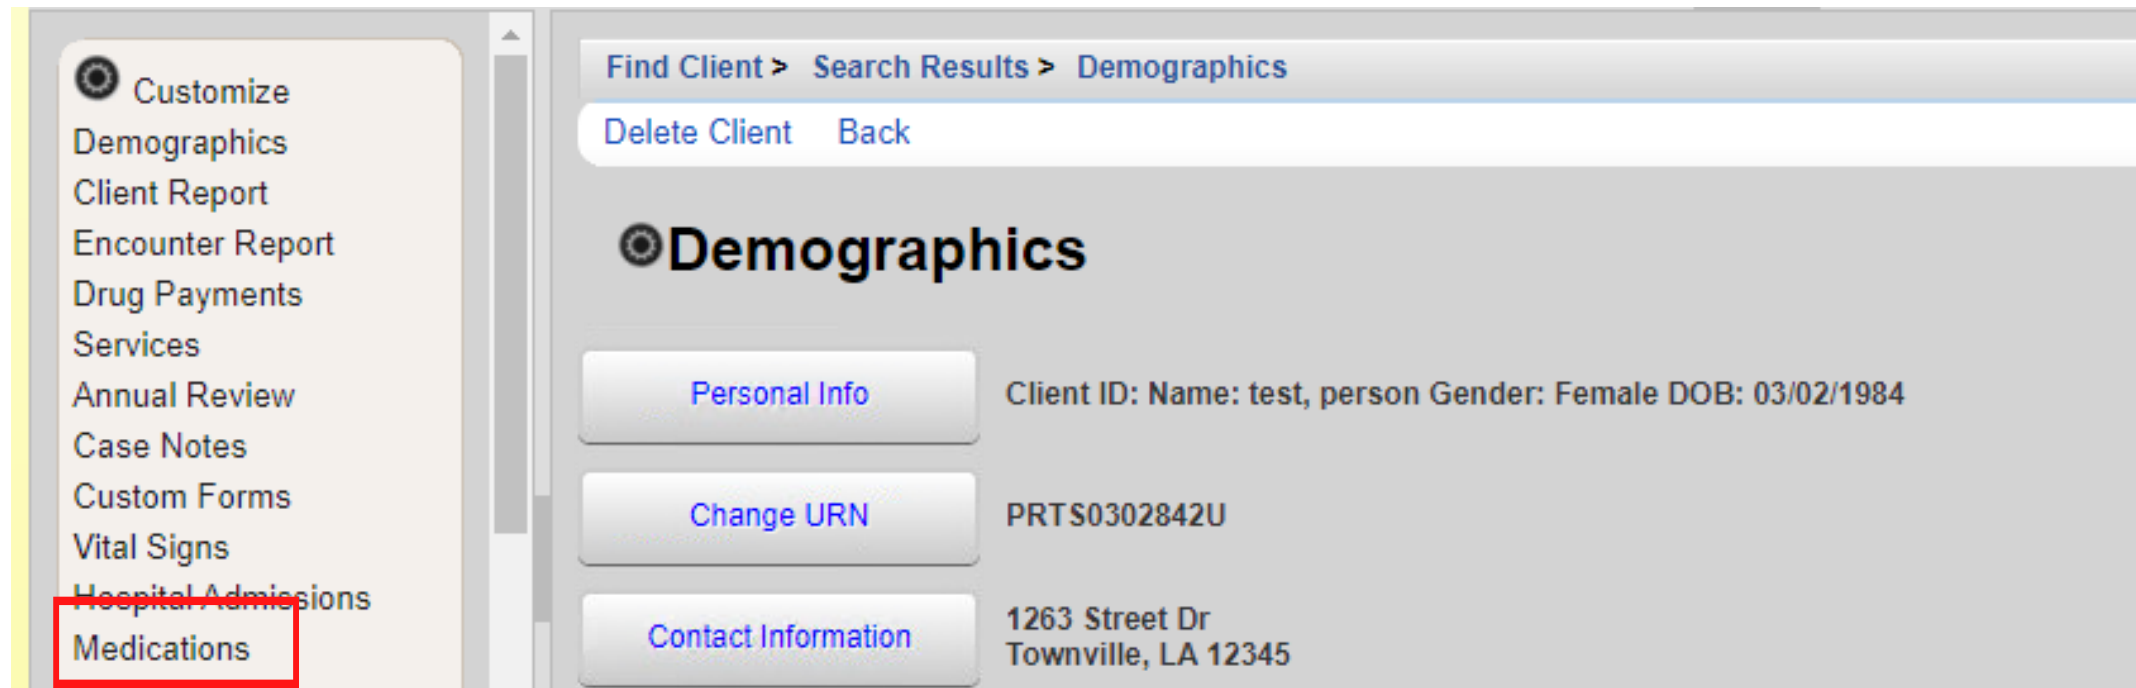 Customize
Demographics
Client Report
Encounter Report
Drug Payments
Services
Annual Review
Case Notes
Custom Forms
Vital Signs
Hospital Admissions
Medications
Find Client > Search Results > Demographics
Delete Client Back
Demographics
Personal Info Client ID: Name: test, person Gender: Female DOB: 03/02/1984
Change URN PRTS0302842U
Contact Information 1263 Street Dr
Townville, LA 12345